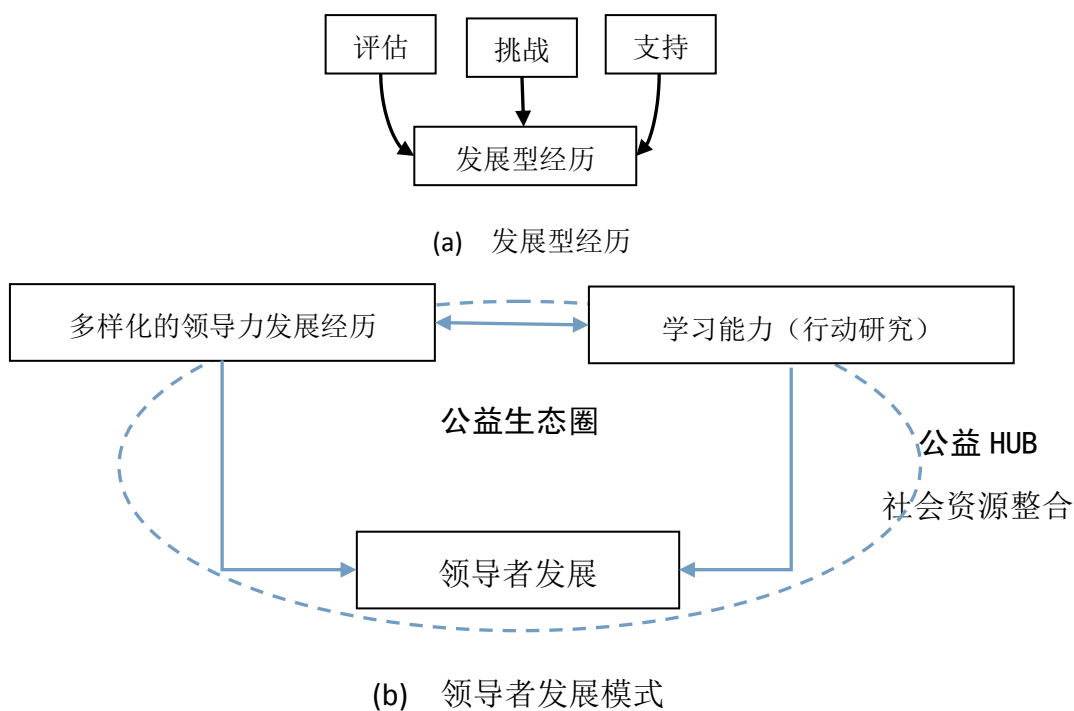 评估
挑战
支持
发展型经历
(a) 发展型经历
多样化的领导力发展经历
学习能力（行动研究）
公益生态圈
公益 HUB
社会资源整合
领导者发展
(b) 领导者发展模式